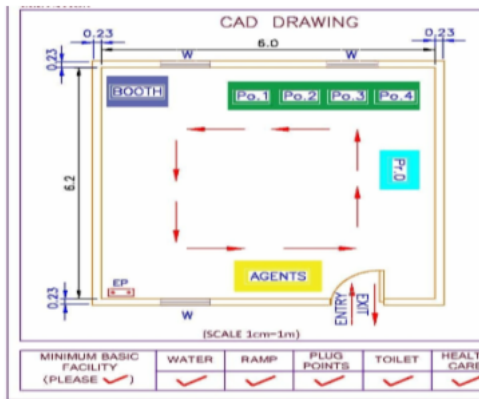 CAD DRAWING
0.23 6.0 0.23
W W
0.23
BOOTH Po.1 Po.2 Po.3 Po.4
Pr.O
6.2
AGENTS
EP
0.23
W
ENTRY EXIT
(SCALE 1cm=1m)
MINIMUM BASIC FACILITY (PLEASE ✓) WATER RAMP PLUG POINTS TOILET HEALT CARE